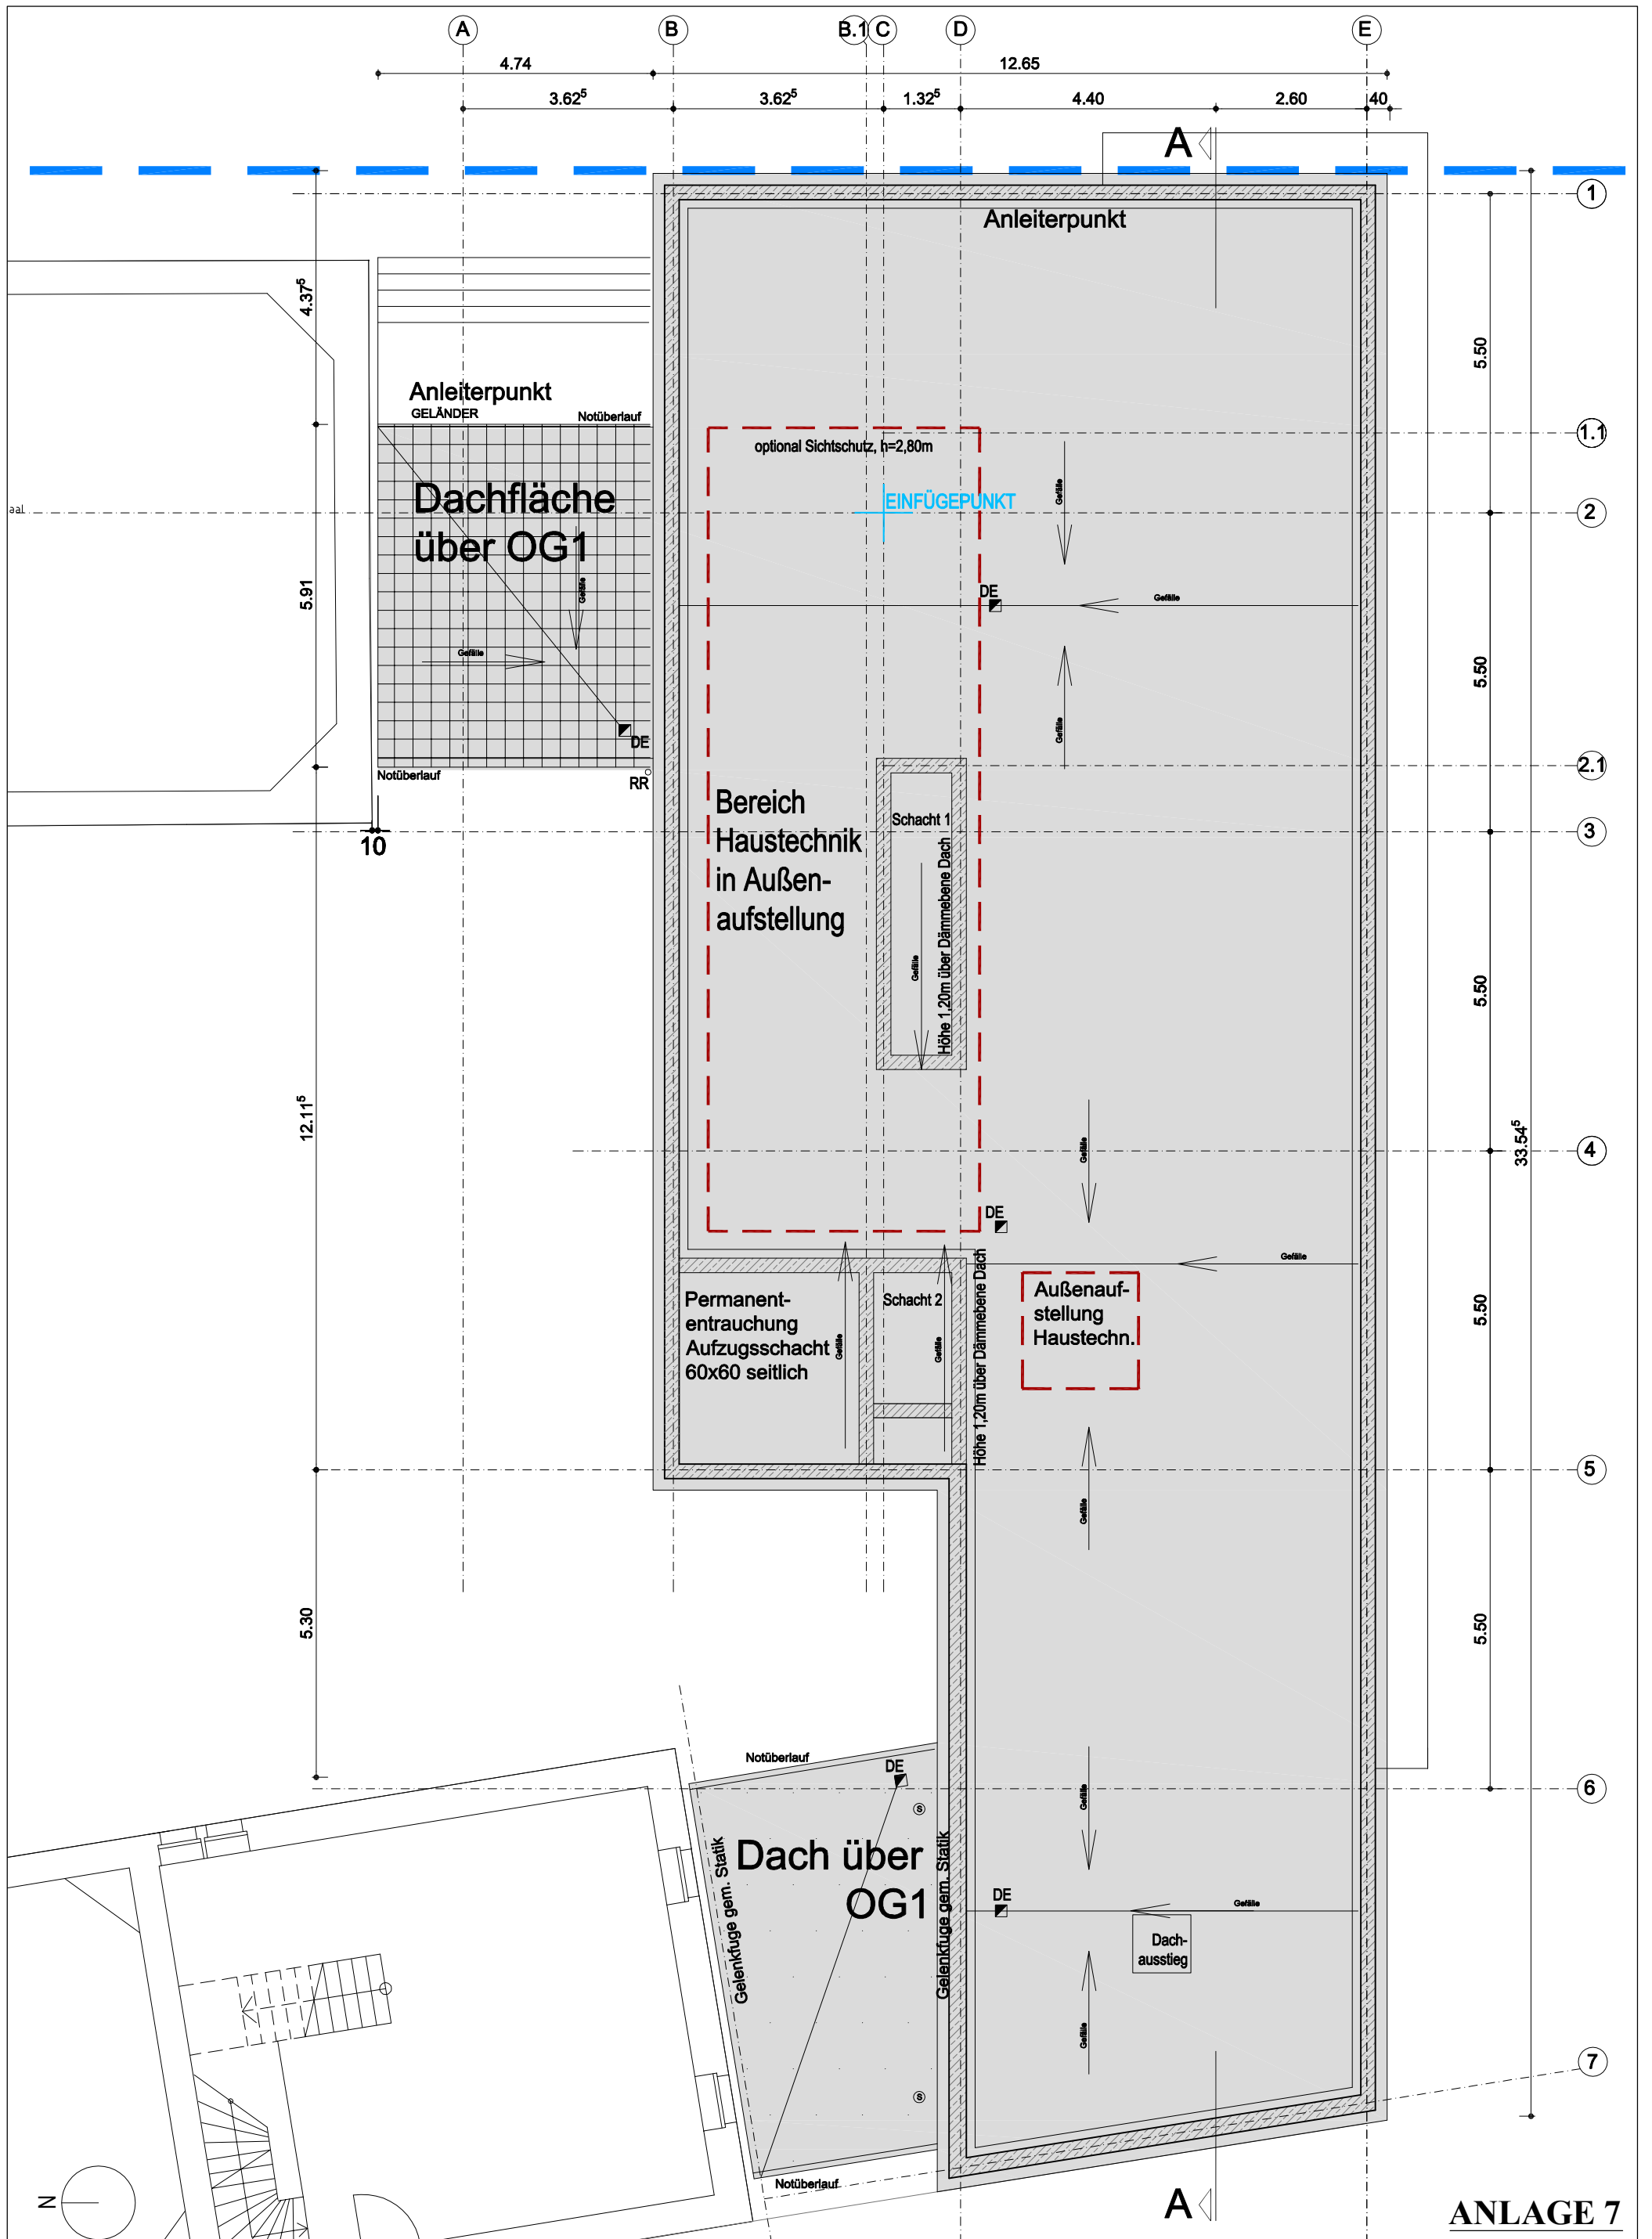 A
B
B.1
C
D
E
4.74
12.65
3.62⁵
3.62⁵
1.32⁵
4.40
2.60
40
A
1
Anleiterpunkt
4.37⁵
5.50
Anleiterpunkt
GELÄNDER
Notüberlauf
1.1
optional Sichtschutz, h=2,80m
Dachfläche
über OG1
aal
EINFÜGEPUNKT
Gefälle
2
5.91
Gefälle
DE
Gefälle
Gefälle
5.50
Gefälle
DE
Notüberlauf
RR
2.1
10
Bereich
Haustechnik
in Außen-
aufstellung
Schacht 1
3
Höhe 1,20m über Dämmebene Dach
Gefälle
5.50
12.11⁵
Gefälle
33.54⁵
4
DE
Gefälle
Permanent-
entrauchung
Aufzugsschacht
60x60 seitlich
Gefälle
Schacht 2
Gefälle
Höhe 1,20m über Dämmebene Dach
Außenauf-
stellung
Haustechn.
5.50
5
Gefälle
5.30
5.50
Notüberlauf
DE
Gefälle
6
S
Gelenkfuge gem. Statik
Dach über
OG1
Gelenkfuge gem. Statik
DE
Gefälle
Dach-
ausstieg
Gefälle
7
S
Notüberlauf
N
A
ANLAGE 7